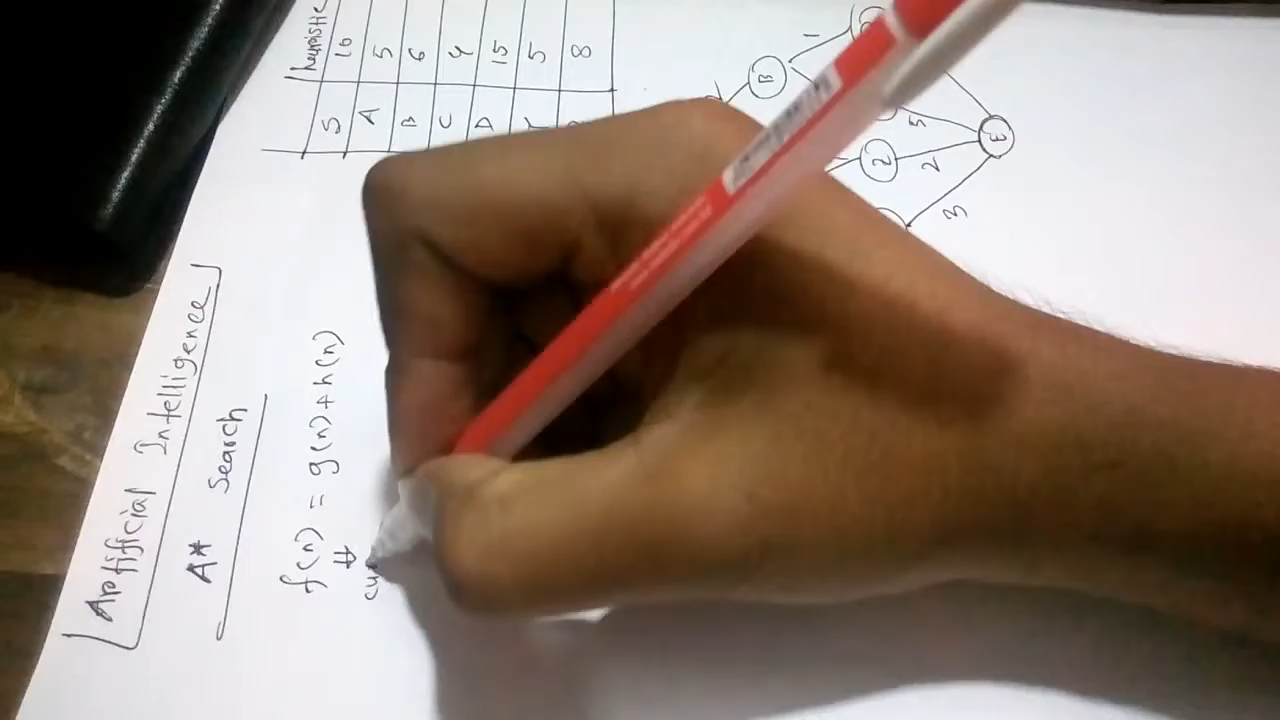 Artificial Intelligence
A* search
f(n) = g(n) + h(n)
heuristic
S 10
A 5
B 6
C 4
D 15
5
8
B
1
5
2
2
E
3